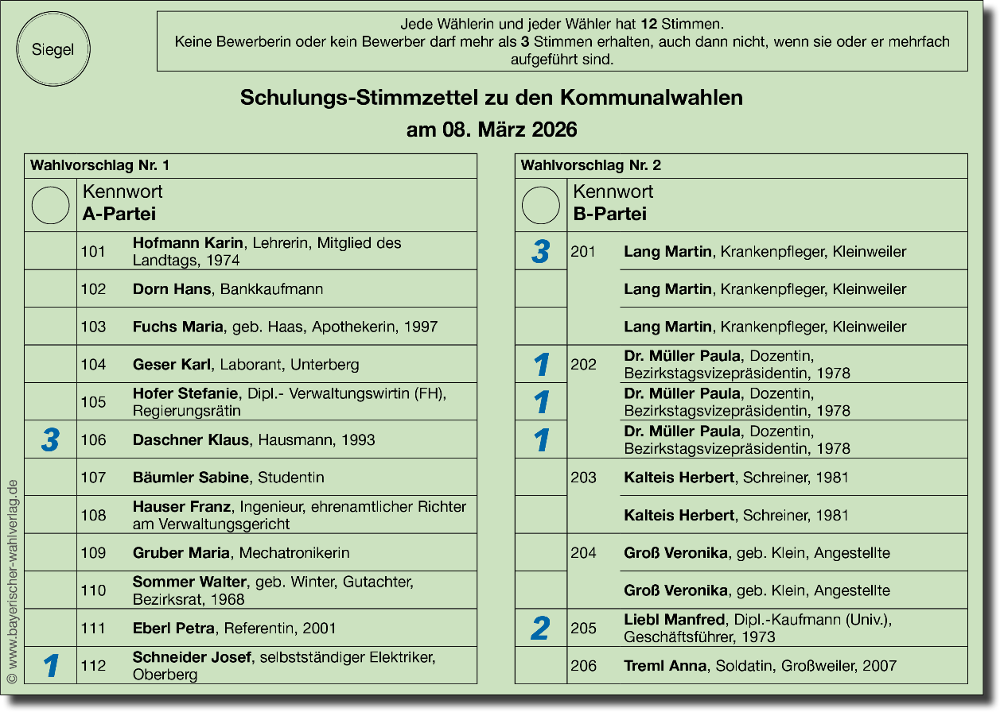 Siegel
Jede Wählerin und jeder Wähler hat 12 Stimmen.
Keine Bewerberin oder kein Bewerber darf mehr als 3 Stimmen erhalten, auch dann nicht, wenn sie oder er mehrfach
aufgeführt sind.
Schulungs-Stimmzettel zu den Kommunalwahlen
am 08. März 2026
Wahlvorschlag Nr. 1
Kennwort
A-Partei
101 Hofmann Karin, Lehrerin, Mitglied des
Landtags, 1974
102 Dorn Hans, Bankkaufmann
103 Fuchs Maria, geb. Haas, Apothekerin, 1997
104 Geser Karl, Laborant, Unterberg
105 Hofer Stefanie, Dipl.- Verwaltungswirtin (FH),
Regierungsrätin
3 106 Daschner Klaus, Hausmann, 1993
107 Bäumler Sabine, Studentin
108 Hauser Franz, Ingenieur, ehrenamtlicher Richter
am Verwaltungsgericht
109 Gruber Maria, Mechatronikerin
110 Sommer Walter, geb. Winter, Gutachter,
Bezirksrat, 1968
111 Eberl Petra, Referentin, 2001
1 112 Schneider Josef, selbstständiger Elektriker,
Oberberg
Wahlvorschlag Nr. 2
Kennwort
B-Partei
3 201 Lang Martin, Krankenpfleger, Kleinweiler
Lang Martin, Krankenpfleger, Kleinweiler
Lang Martin, Krankenpfleger, Kleinweiler
1 202 Dr. Müller Paula, Dozentin,
Bezirkstagsvizepräsidentin, 1978
1 Dr. Müller Paula, Dozentin,
Bezirkstagsvizepräsidentin, 1978
1 Dr. Müller Paula, Dozentin,
Bezirkstagsvizepräsidentin, 1978
203 Kalteis Herbert, Schreiner, 1981
Kalteis Herbert, Schreiner, 1981
204 Groß Veronika, geb. Klein, Angestellte
Groß Veronika, geb. Klein, Angestellte
2 205 Liebl Manfred, Dipl.-Kaufmann (Univ.),
Geschäftsführer, 1973
206 Treml Anna, Soldatin, Großweiler, 2007
© www.bayerischer-wahlverlag.de